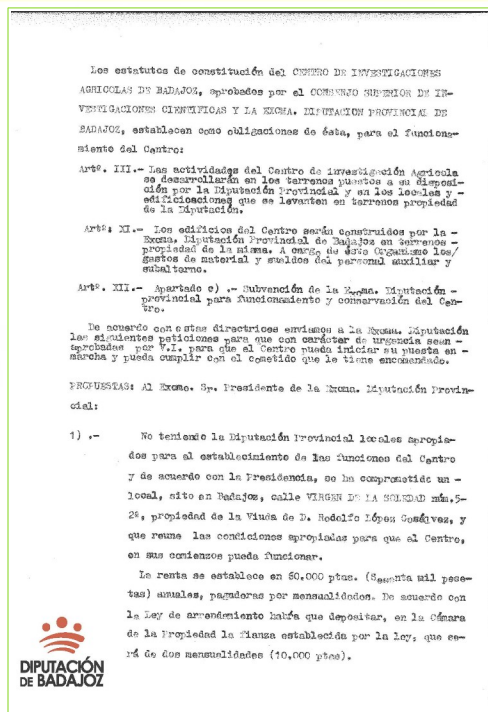 Los estatutos de constitución del CENTRO DE INVESTIGACIONES
AGRICOLAS DE BADAJOZ, aprobados por el CONSENJO SUPERIOR DE IN-
VESTIGACIONES CIENTIFICAS Y LA EXCMA. DIPUTACION PROVINCIAL DE
BADAJOZ, establecen como obligaciones de ésta, para el funciona-
miento del Centro:
Artº. III.- Las actividades del Centro de investigación Agricola
se desarrollarán en los terrenos puestos a su disposi-
ción por la Diputación Provincial y en los locales y -
edificicaciones que se levanten en terrenos propiedad
de la Diputación.
Artº: XI.- Los edificios del Centro serán construidos por la -
Excma. Diputación Provincial de Badajoz en terrenos -
propiedad de la misma. A cargo de éste Organismo los/
gastos de material y sueldos del personal auxiliar y
subalterno.
Artº. XII.- Apartado c) .- Subvención de la Excma. Diputación -
provincial para funcionamiento y conservación del Cen-
tro.
De acuerdo con estas directrices enviamos a la Excma. Diputación
las siguientes peticiones para que con carácter de urgencia sean -
aprobadas por V.I. para que el Centro pueda iniciar su puesta en -
marcha y pueda cumplir con el cometido que le tiene encomendado.
PROPUESTAS: Al Excmo. Sr. Presidente de la Excma. Diputación Provin-
cial:
1) .- No teniendo la Diputación Provincial locales apropia-
dos para el establecimiento de las funciones del Centro
y de acuerdo con la Presidencia, se ha comprometido un -
local, sito en Badajoz, calle VIRGEN DE LA SOLEDAD núm,5-
2º, propiedad de la Viuda de D. Rodolfo López Gosálvez, y
que reune las condiciones apropiadas para que el Centro,
en sus comienzos pueda funcionar.
La renta se establece en 60.000 ptas. (Sesenta mil pese-
tas) anuales, pagadoras por mensualidades. De acuerdo con
la Ley de arrendamiento habría que depositar, en la Cámara
de la Propiedad la fianza establecida por la ley, que se-
rá de dos mensualidades (10.000 ptas).
DIPUTACIÓN
DE BADAJOZ